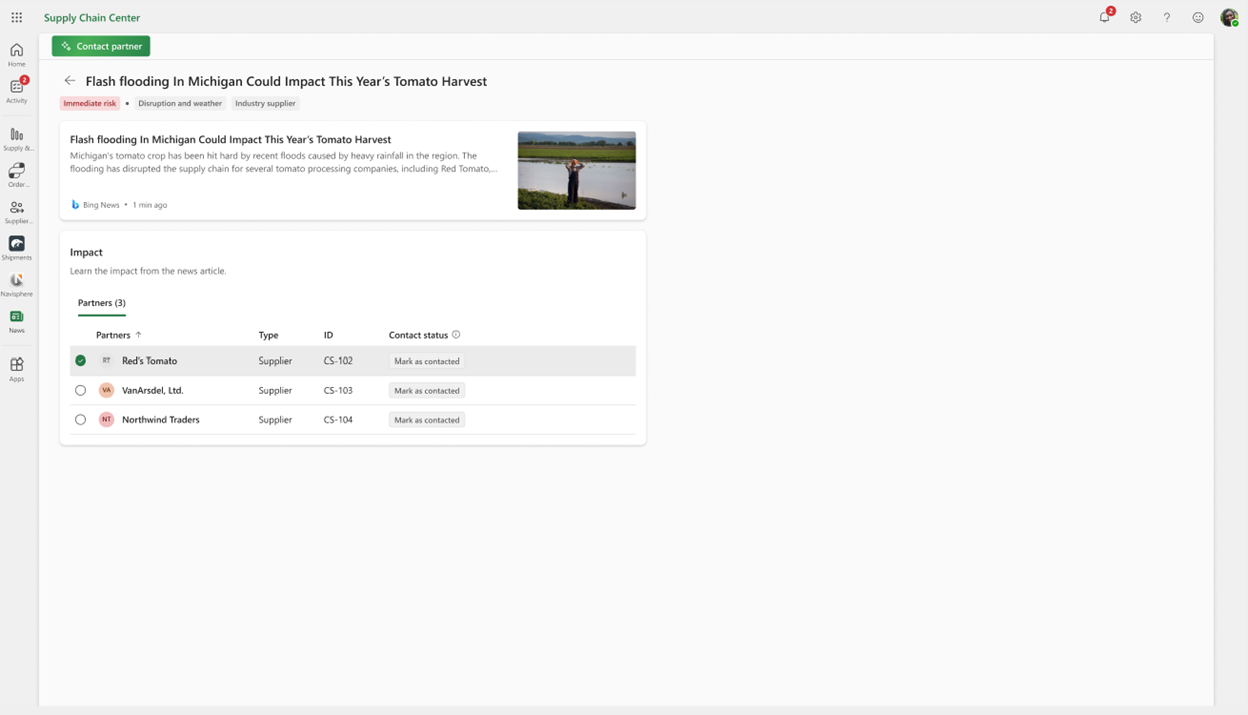 Supply Chain Center
2
Contact partner
Home
2
Activity
Supply &...
Order...
Supplier...
Shipments
Navisphere
News
Apps
Flash flooding In Michigan Could Impact This Year's Tomato Harvest
Immediate risk • Disruption and weather Industry supplier
Flash flooding In Michigan Could Impact This Year's Tomato Harvest
Michigan's tomato crop has been hit hard by recent floods caused by heavy rainfall in the region. The
flooding has disrupted the supply chain for several tomato processing companies, including Red Tomato,...
Bing News • 1 min ago
Impact
Learn the impact from the news article.
Partners (3)
Partners ↑ Type ID Contact status
RT Red's Tomato Supplier CS-102 Mark as contacted
VA VanArsdel, Ltd. Supplier CS-103 Mark as contacted
NT Northwind Traders Supplier CS-104 Mark as contacted